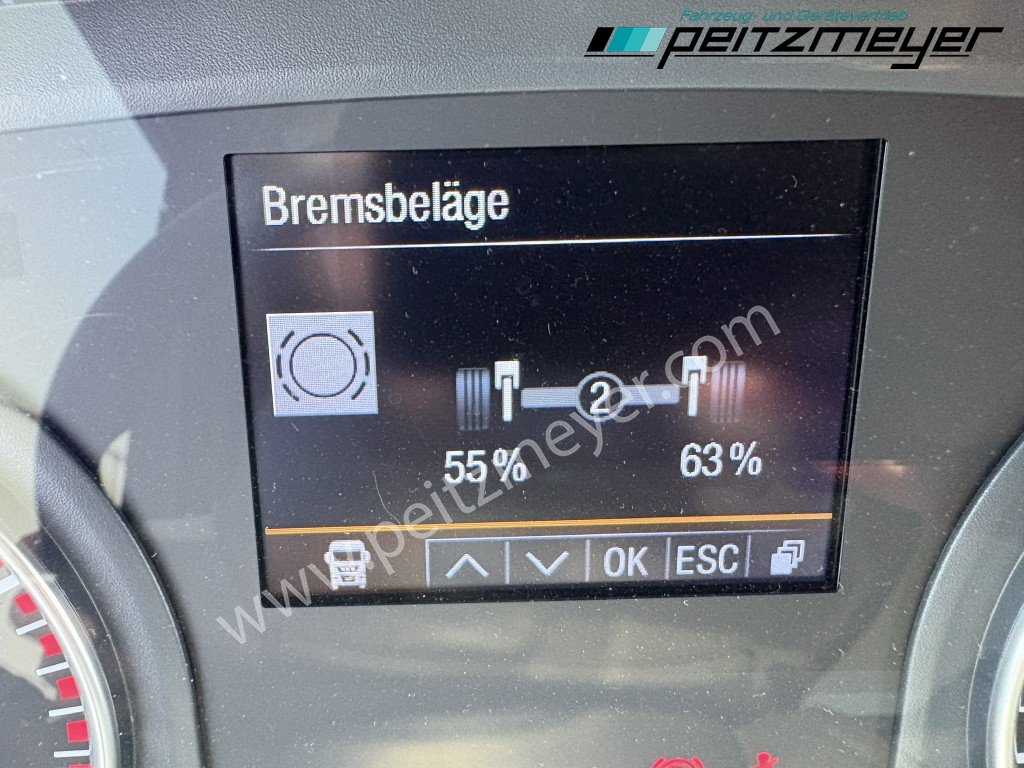 Fahrzeug- und Gerätevertrieb
peitzmeyer
Bremsbeläge
2
55% 63%
www.peitzmeyer.com
OK ESC